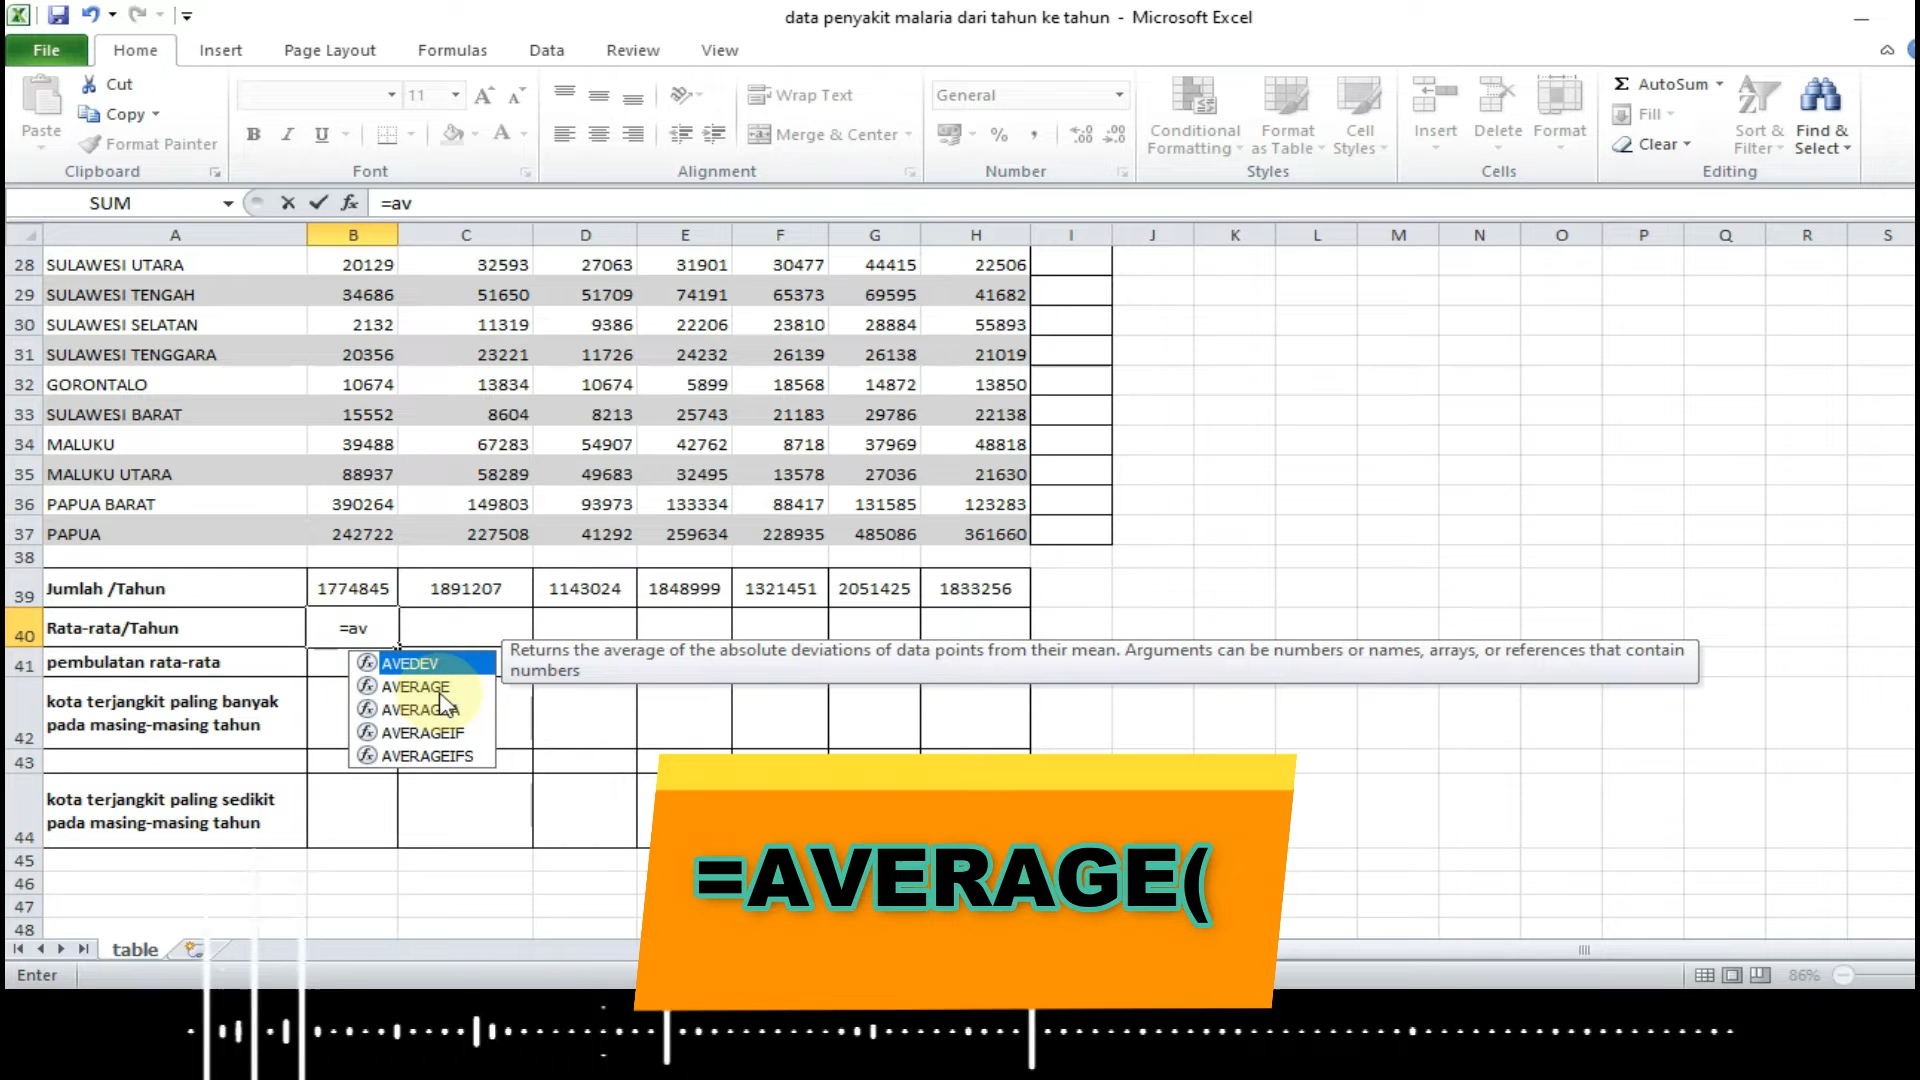 data penyakit malaria dari tahun ke tahun - Microsoft Excel
File Home Insert Page Layout Formulas Data Review View
Cut
Copy
Format Painter
Paste
Clipboard
11
B I U A
Font
Wrap Text
Merge & Center
Alignment
General
% ,
Number
Conditional Formatting
Format as Table
Cell Styles
Styles
Insert Delete Format
Cells
Σ AutoSum
Fill
Clear
Sort & Filter
Find & Select
Editing
SUM fx =av
A B C D E F G H I J K L M N O P Q R S
28 SULAWESI UTARA 20129 32593 27063 31901 30477 44415 22506
29 SULAWESI TENGAH 34686 51650 51709 74191 65373 69595 41682
30 SULAWESI SELATAN 2132 11319 9386 22206 23810 28884 55893
31 SULAWESI TENGGARA 20356 23221 11726 24232 26139 26138 21019
32 GORONTALO 10674 13834 10674 5899 18568 14872 13850
33 SULAWESI BARAT 15552 8604 8213 25743 21183 29786 22138
34 MALUKU 39488 67283 54907 42762 8718 37969 48818
35 MALUKU UTARA 88937 58289 49683 32495 13578 27036 21630
36 PAPUA BARAT 390264 149803 93973 133334 88417 131585 123283
37 PAPUA 242722 227508 41292 259634 228935 485086 361660
38
39 Jumlah /Tahun 1774845 1891207 1143024 1848999 1321451 2051425 1833256
40 Rata-rata/Tahun =av
Returns the average of the absolute deviations of data points from their mean. Arguments can be numbers or names, arrays, or references that contain
numbers
41 pembulatan rata-rata
AVEDEV
AVERAGE
AVERAGEA
AVERAGEIF
AVERAGEIFS
kota terjangkit paling banyak
pada masing-masing tahun
42
43
kota terjangkit paling sedikit
pada masing-masing tahun
44
45
46
47
48
=AVERAGE(
table
Enter
86%